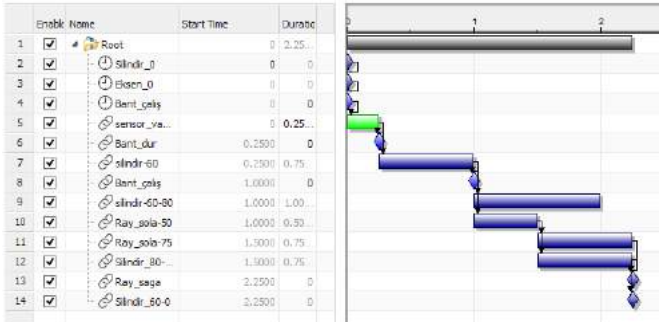 Enabk Name Start Time Duratic 0 1 2
1 Root 0 2.25...
2 Silindir_0 0 0
3 Eksen_0 0 0
4 Bant_çalış 0 0
5 sensor_va... 0 0.25...
6 Bant_dur 0.2500 0
7 silindir-60 0.2500 0.75...
8 Bant_çalış 1.0000 0
9 silindir-60-80 1.0000 1.00...
10 Ray_sola-50 1.0000 0.50...
11 Ray_sola-75 1.5000 0.75...
12 Silindir_80-... 1.5000 0.75...
13 Ray_saga 2.2500 0
14 Silindir_60-0 2.2500 0